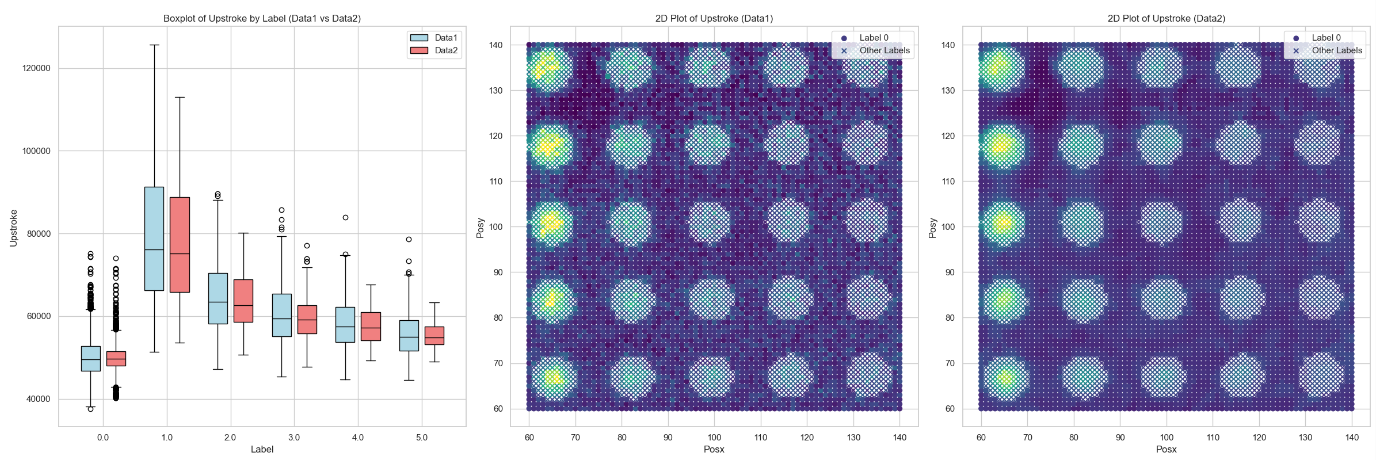 Boxplot of Upstroke by Label (Data1 vs Data2)
Data1
Data2
Upstroke
120000
100000
80000
60000
40000
0.0 1.0 2.0 3.0 4.0 5.0
Label
2D Plot of Upstroke (Data1)
Label 0
Other Labels
Posy
140
130
120
110
100
90
80
70
60
60 70 80 90 100 110 120 130 140
Posx
2D Plot of Upstroke (Data2)
Label 0
Other Labels
Posy
140
130
120
110
100
90
80
70
60
60 70 80 90 100 110 120 130 140
Posx